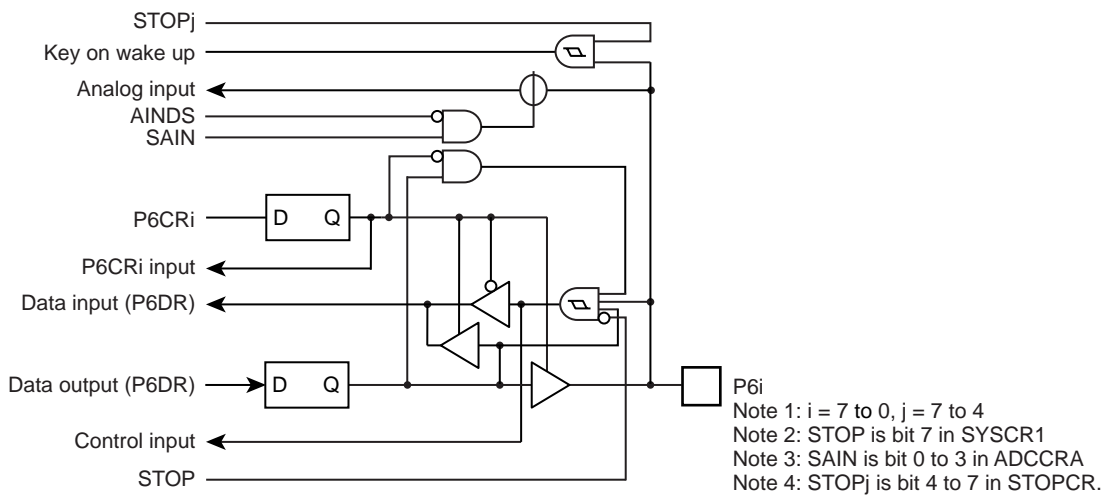 STOPj
Key on wake up
Analog input
AINDS
SAIN
P6CRi
D Q
P6CRi input
Data input (P6DR)
Data output (P6DR)
D Q
Control input
STOP
P6i
Note 1: i = 7 to 0, j = 7 to 4
Note 2: STOP is bit 7 in SYSCR1
Note 3: SAIN is bit 0 to 3 in ADCCRA
Note 4: STOPj is bit 4 to 7 in STOPCR.